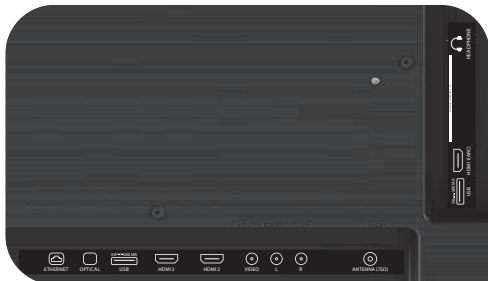 HEADPHONE
HDMI 1(ARC)
USB
ETHERNET
OPTICAL
USB
HDMI 3
HDMI 2
VIDEO
L
R
ANTENNA (75Ω)